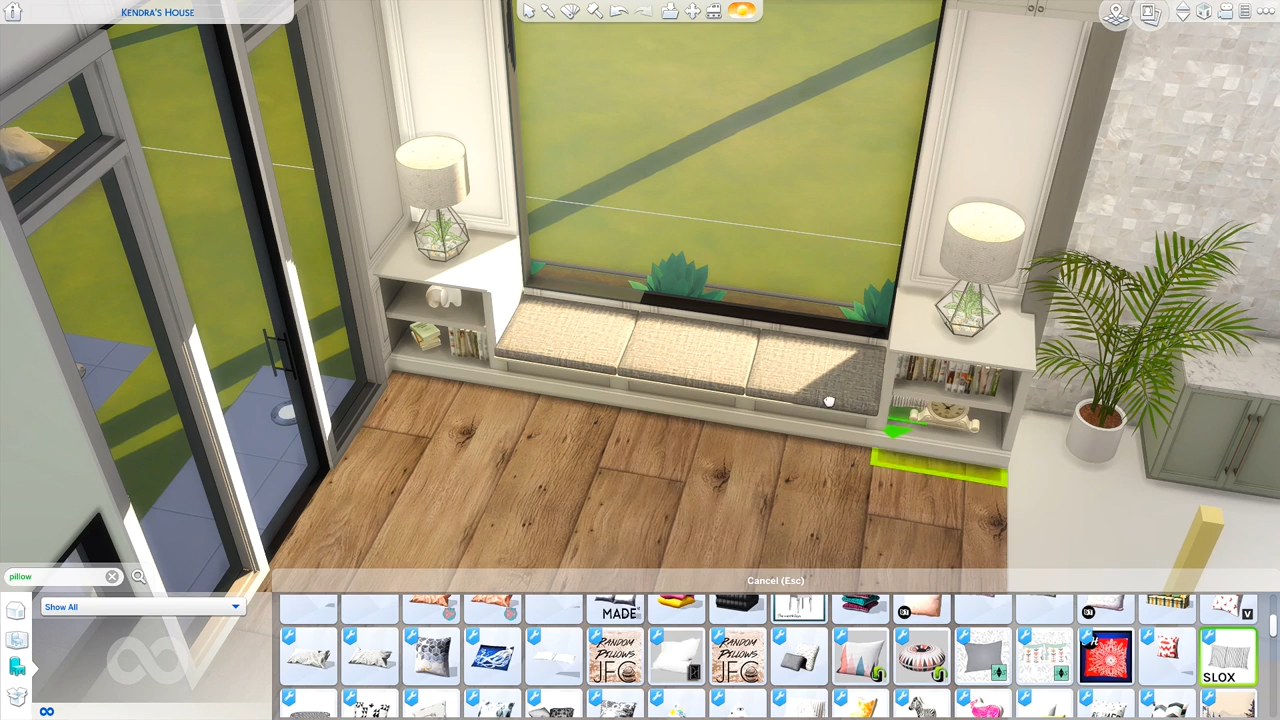 KENDRA'S HOUSE
Cancel (Esc)
pillow
Show All
MADE
RANDOM
PILLOWS
JFC
RANDOM
PILLOWS
JFC
SLOX